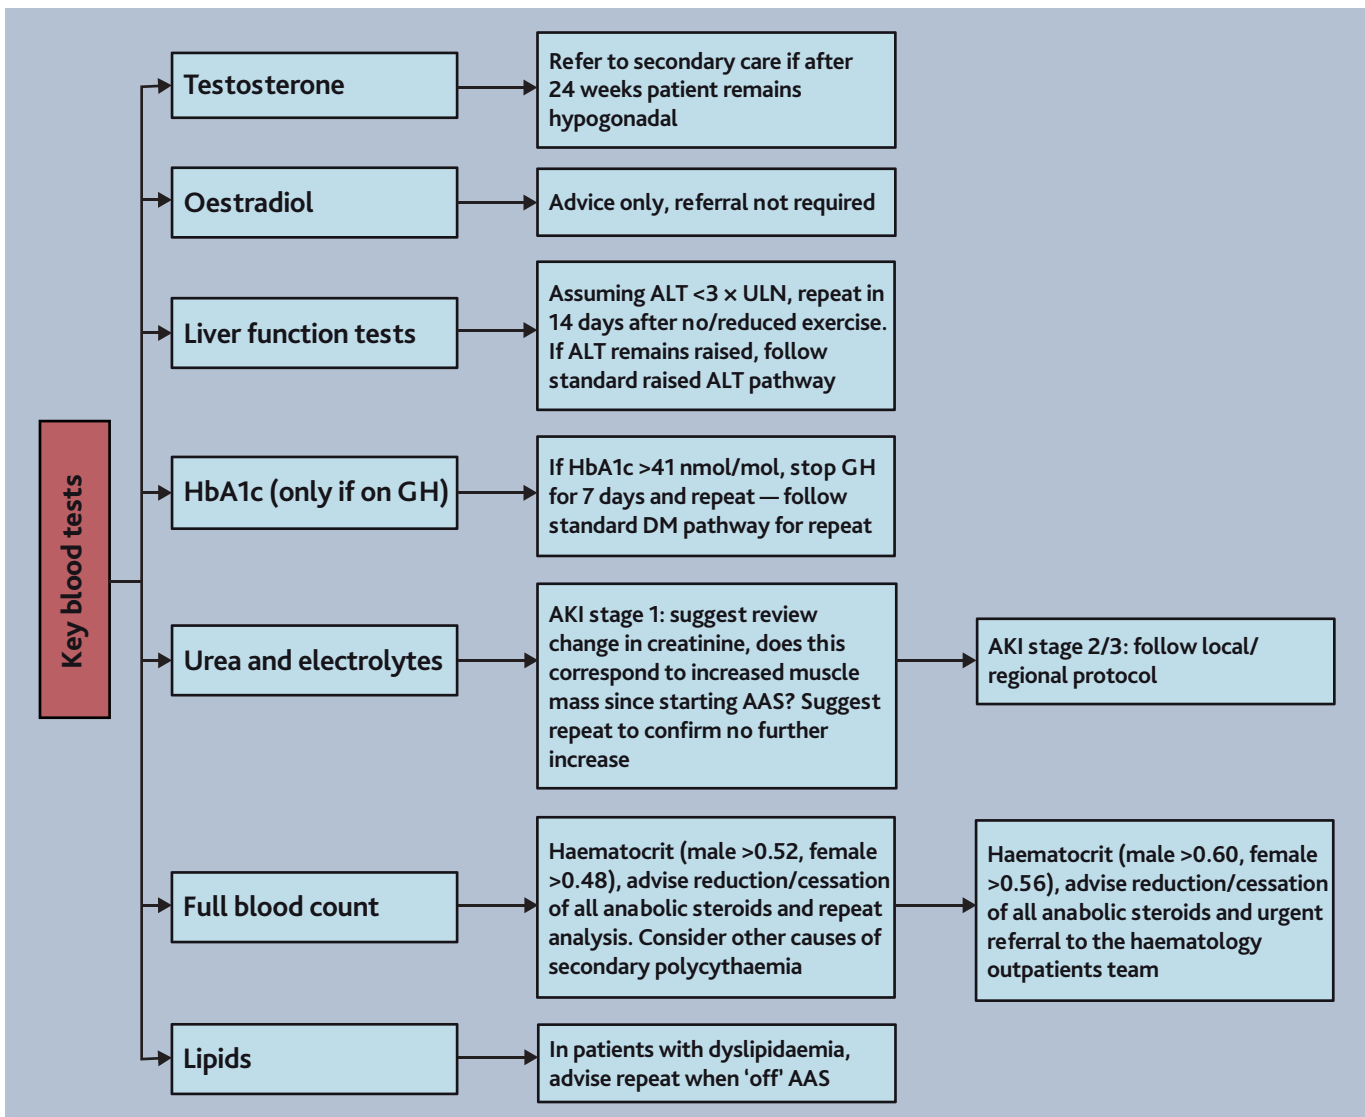 Key blood tests
Testosterone
Refer to secondary care if after
24 weeks patient remains
hypogonadal
Oestradiol
Advice only, referral not required
Liver function tests
Assuming ALT <3 × ULN, repeat in
14 days after no/reduced exercise.
If ALT remains raised, follow
standard raised ALT pathway
HbA1c (only if on GH)
If HbA1c >41 nmol/mol, stop GH
for 7 days and repeat — follow
standard DM pathway for repeat
Urea and electrolytes
AKI stage 1: suggest review
change in creatinine, does this
correspond to increased muscle
mass since starting AAS? Suggest
repeat to confirm no further
increase
AKI stage 2/3: follow local/
regional protocol
Full blood count
Haematocrit (male >0.52, female
>0.48), advise reduction/cessation
of all anabolic steroids and repeat
analysis. Consider other causes of
secondary polycythaemia
Haematocrit (male >0.60, female
>0.56), advise reduction/cessation
of all anabolic steroids and urgent
referral to the haematology
outpatients team
Lipids
In patients with dyslipidaemia,
advise repeat when ‘off’ AAS